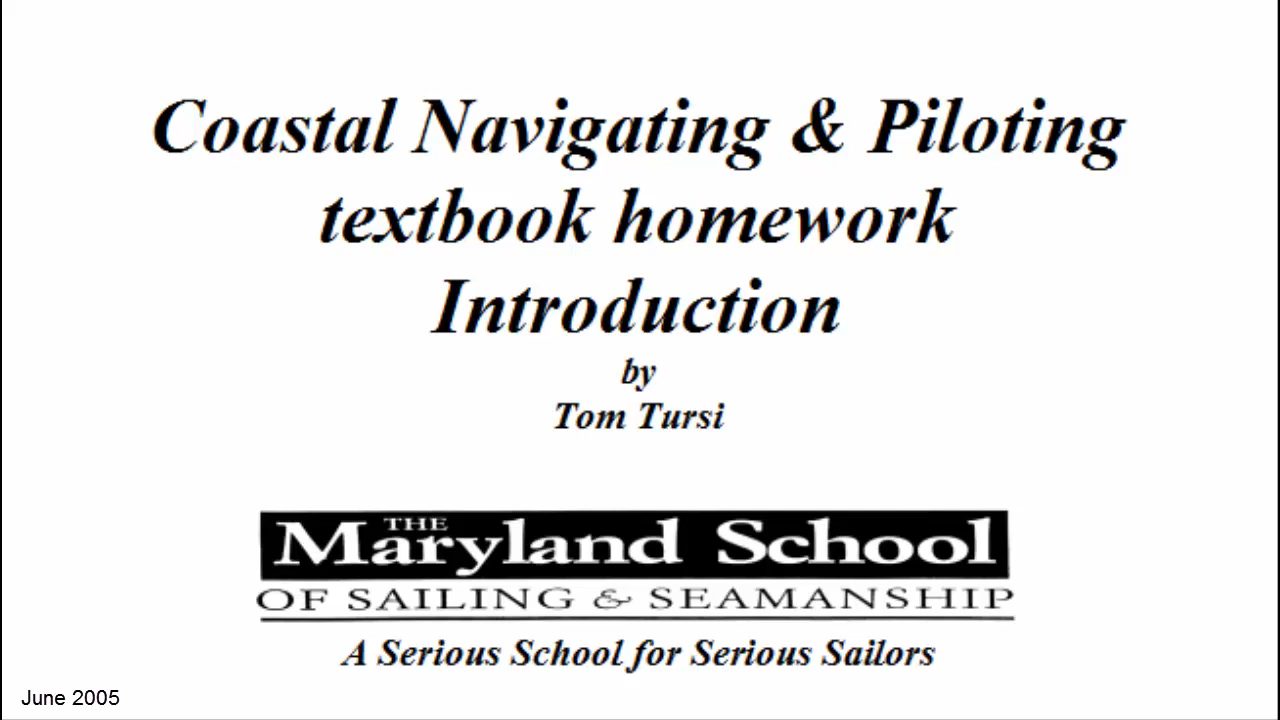 Coastal Navigating & Piloting
textbook homework
Introduction
by
Tom Tursi
THE
Maryland School
OF SAILING & SEAMANSHIP
A Serious School for Serious Sailors
June 2005